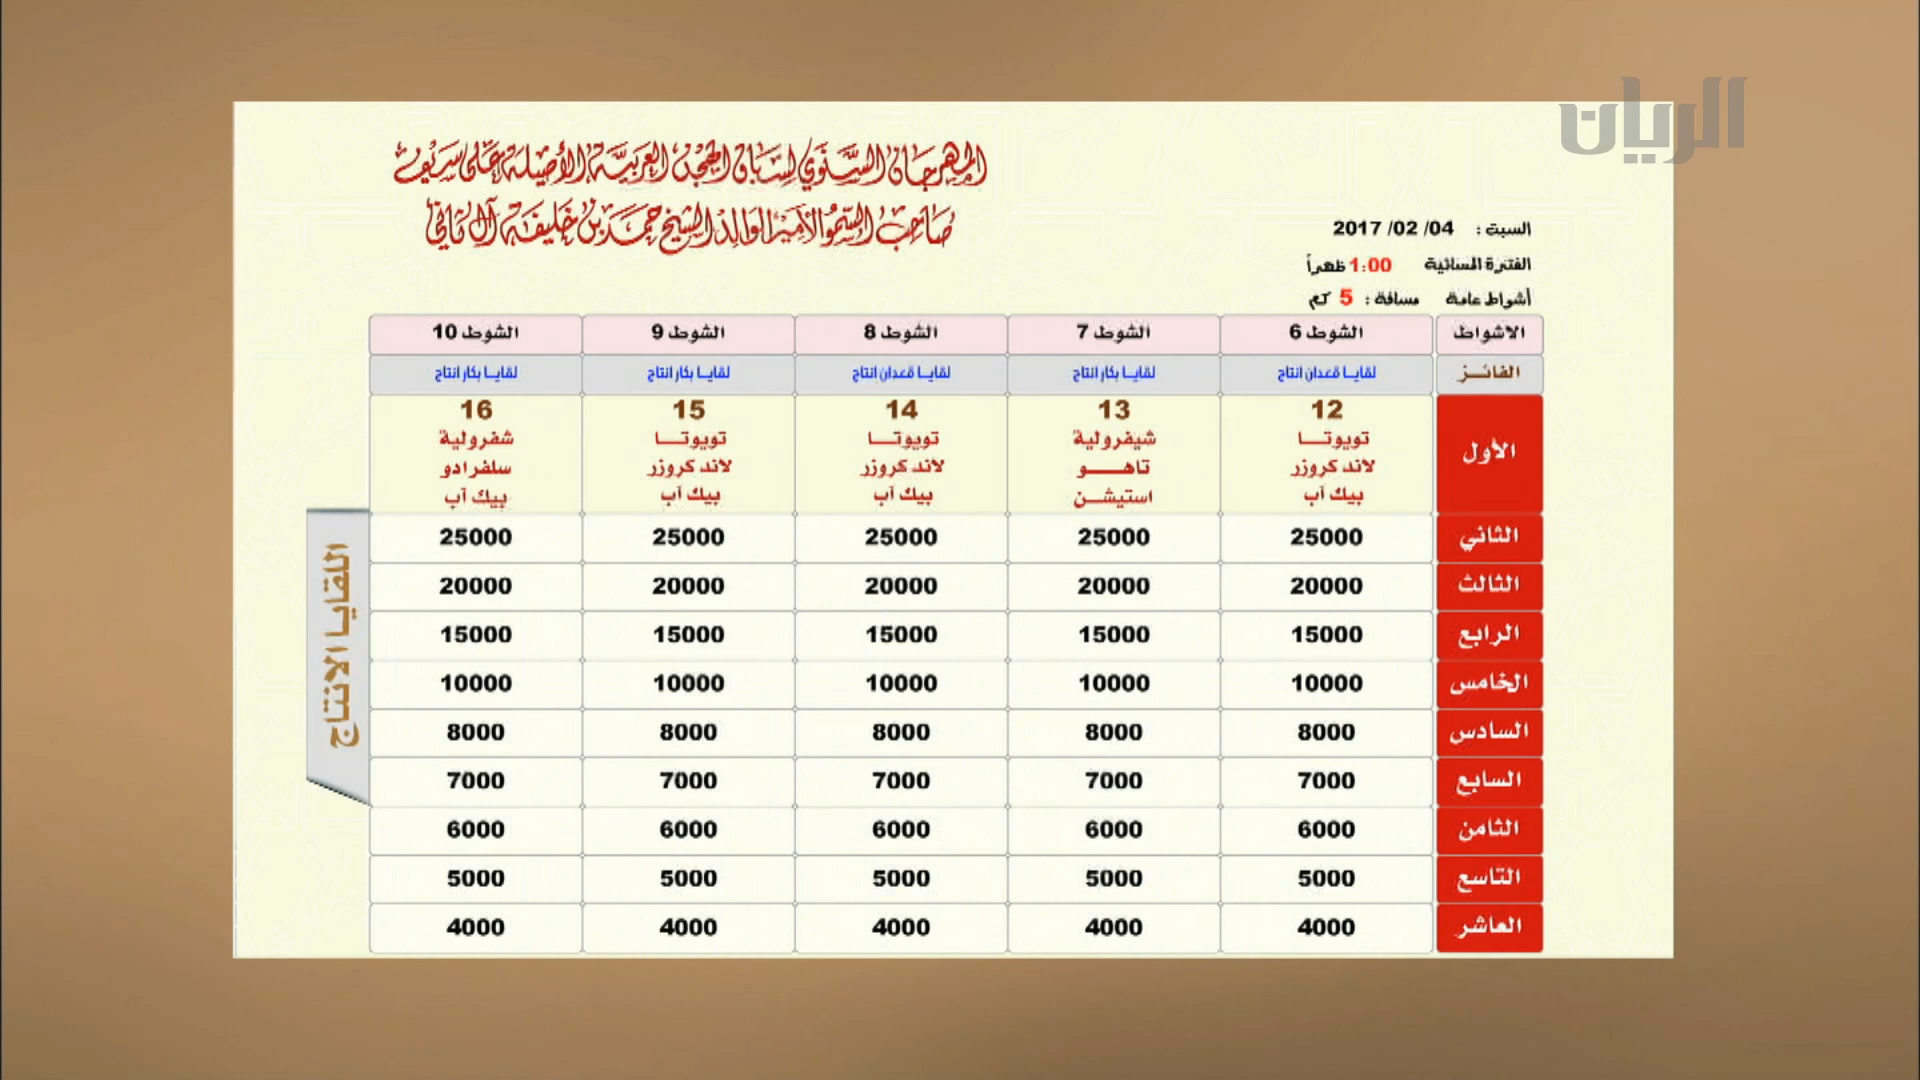 الريان
المهرجان السنوي لسباق الهجن العربية الأصيلة على سيف
صاحب السمو الأمير الوالد الشيخ حمد بن خليفة آل ثاني
السبت : 04/ 02/ 2017
الفترة المسائية 1:00 ظهراً
أشواط عامة مسافة : 5 كم
الاشواط الشوط 6 الشوط 7 الشوط 8 الشوط 9 الشوط 10
الفائز لقايا قعدان انتاج لقايا بكار انتاج لقايا قعدان انتاج لقايا بكار انتاج لقايا بكار انتاج
12 13 14 15 16
الأول
تويوتا شيفرولية تويوتا تويوتا شفرولية
لاند كروزر تاهو لاند كروزر لاند كروزر سلفرادو
بيك آب استيشن بيك آب بيك آب بيك آب
الثاني 25000 25000 25000 25000 25000
الثالث 20000 20000 20000 20000 20000
الرابع 15000 15000 15000 15000 15000
الخامس 10000 10000 10000 10000 10000
السادس 8000 8000 8000 8000 8000
السابع 7000 7000 7000 7000 7000
الثامن 6000 6000 6000 6000 6000
التاسع 5000 5000 5000 5000 5000
العاشر 4000 4000 4000 4000 4000
اللقايا الانتاج